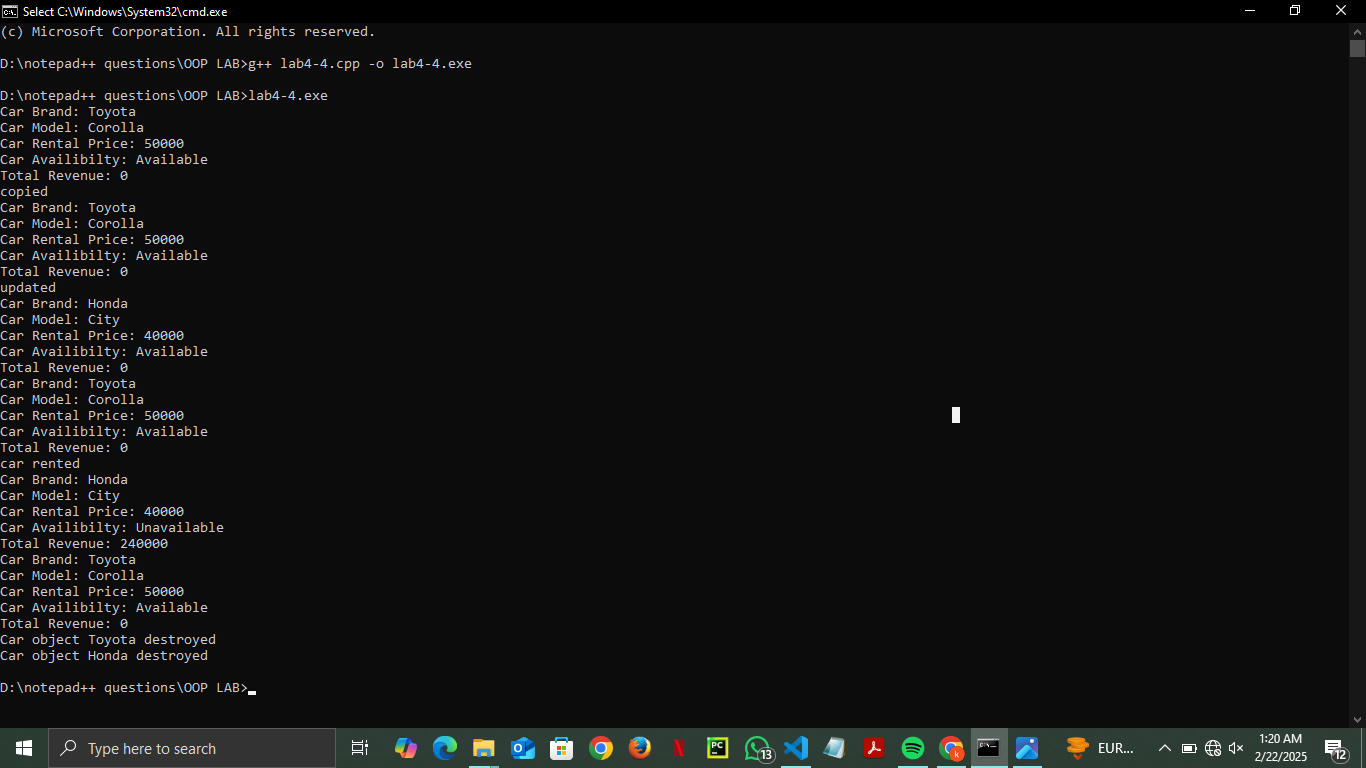 Select C:\Windows\System32\cmd.exe
(c) Microsoft Corporation. All rights reserved.
D:\notepad++ questions\OOP LAB>g++ lab4-4.cpp -o lab4-4.exe
D:\notepad++ questions\OOP LAB>lab4-4.exe
Car Brand: Toyota
Car Model: Corolla
Car Rental Price: 50000
Car Availibilty: Available
Total Revenue: 0
copied
Car Brand: Toyota
Car Model: Corolla
Car Rental Price: 50000
Car Availibilty: Available
Total Revenue: 0
updated
Car Brand: Honda
Car Model: City
Car Rental Price: 40000
Car Availibilty: Available
Total Revenue: 0
Car Brand: Toyota
Car Model: Corolla
Car Rental Price: 50000
Car Availibilty: Available
Total Revenue: 0
car rented
Car Brand: Honda
Car Model: City
Car Rental Price: 40000
Car Availibilty: Unavailable
Total Revenue: 240000
Car Brand: Toyota
Car Model: Corolla
Car Rental Price: 50000
Car Availibilty: Available
Total Revenue: 0
Car object Toyota destroyed
Car object Honda destroyed
D:\notepad++ questions\OOP LAB>
Type here to search
PC
13
k
EUR...
1:20 AM
2/22/2025
12